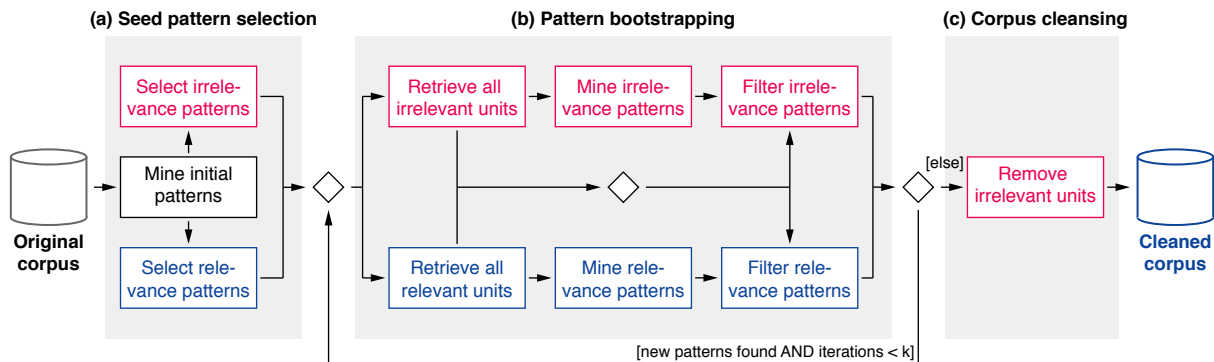 (a) Seed pattern selection
(b) Pattern bootstrapping
(c) Corpus cleansing
Select irrele-
vance patterns
Retrieve all
irrelevant units
Mine irrele-
vance patterns
Filter irrele-
vance patterns
Mine initial
patterns
[else]
Remove
irrelevant units
Original
corpus
Cleaned
corpus
Select rele-
vance patterns
Retrieve all
relevant units
Mine rele-
vance patterns
Filter rele-
vance patterns
[new patterns found AND iterations < k]